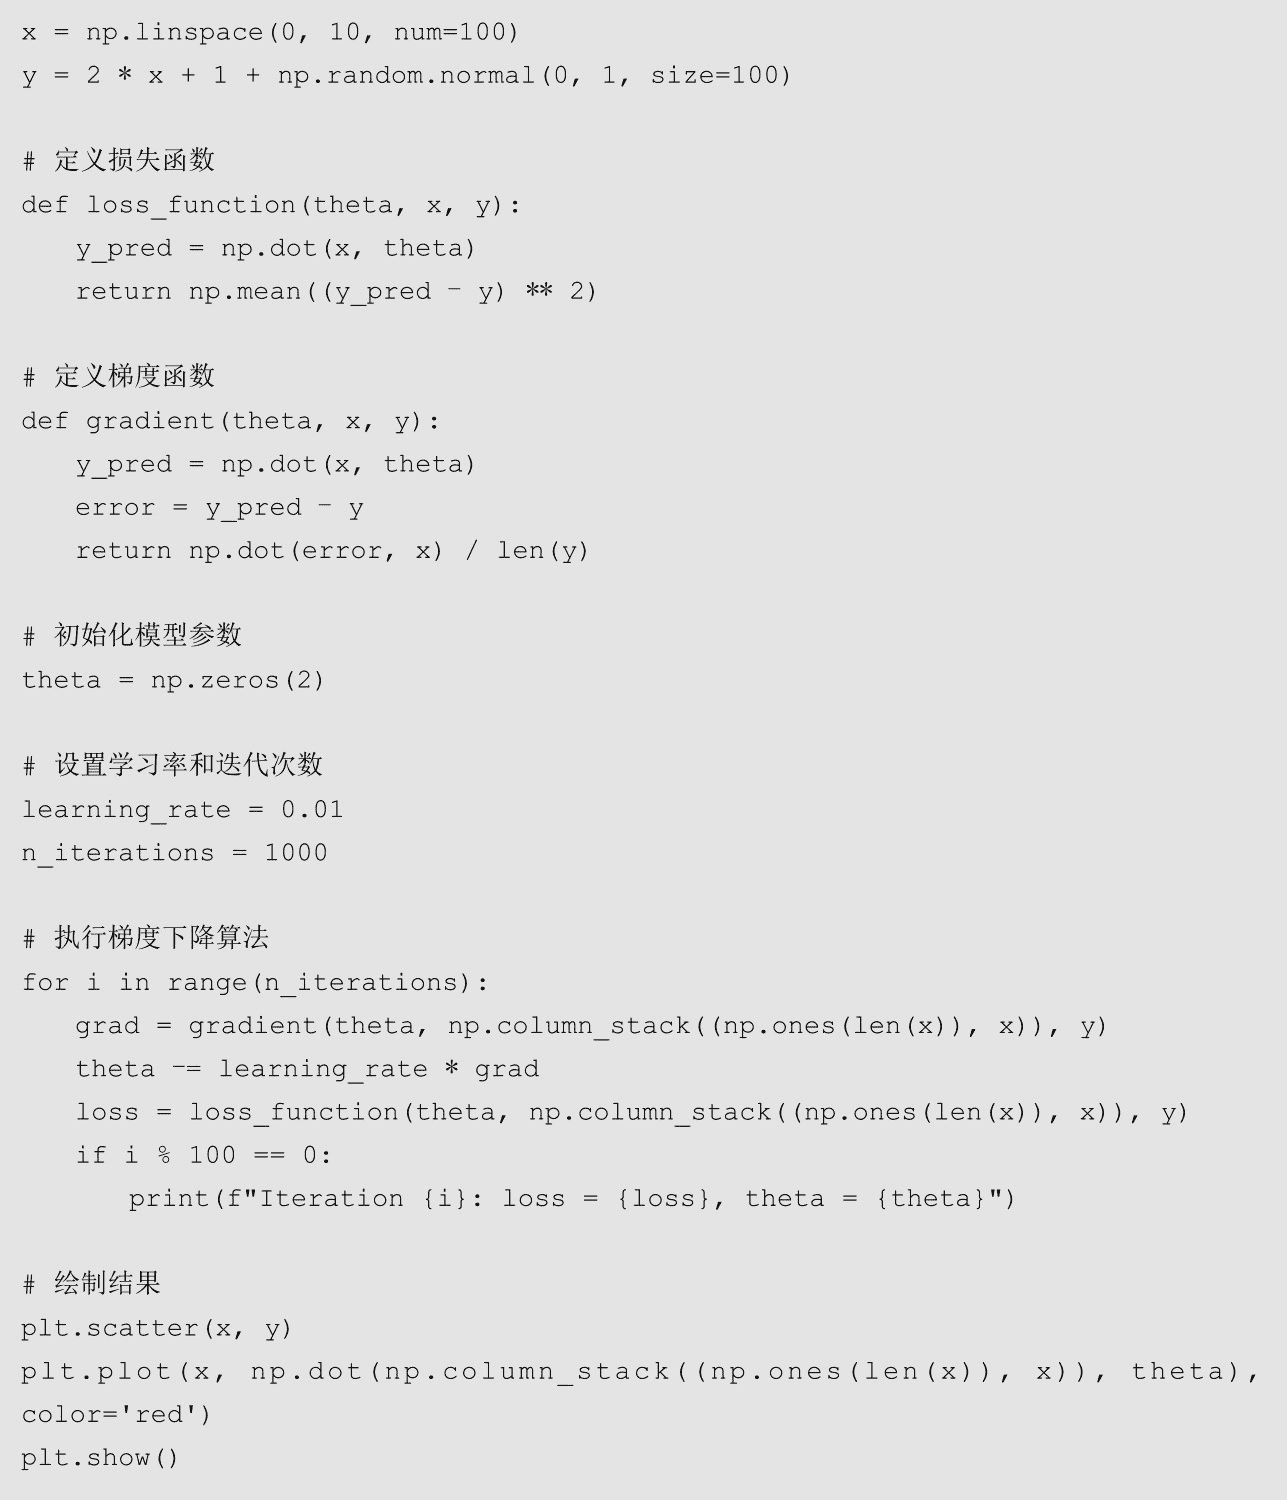 x = np.linspace(0, 10, num=100)
y = 2 * x + 1 + np.random.normal(0, 1, size=100)
# 定义损失函数
def loss_function(theta, x, y):
    y_pred = np.dot(x, theta)
    return np.mean((y_pred - y) ** 2)
# 定义梯度函数
def gradient(theta, x, y):
    y_pred = np.dot(x, theta)
    error = y_pred - y
    return np.dot(error, x) / len(y)
# 初始化模型参数
theta = np.zeros(2)
# 设置学习率和迭代次数
learning_rate = 0.01
n_iterations = 1000
# 执行梯度下降算法
for i in range(n_iterations):
    grad = gradient(theta, np.column_stack((np.ones(len(x)), x)), y)
    theta -= learning_rate * grad
    loss = loss_function(theta, np.column_stack((np.ones(len(x)), x)), y)
    if i % 100 == 0:
        print(f"Iteration {i}: loss = {loss}, theta = {theta}")
# 绘制结果
plt.scatter(x, y)
plt.plot(x, np.dot(np.column_stack((np.ones(len(x)), x)), theta),
color='red')
plt.show()